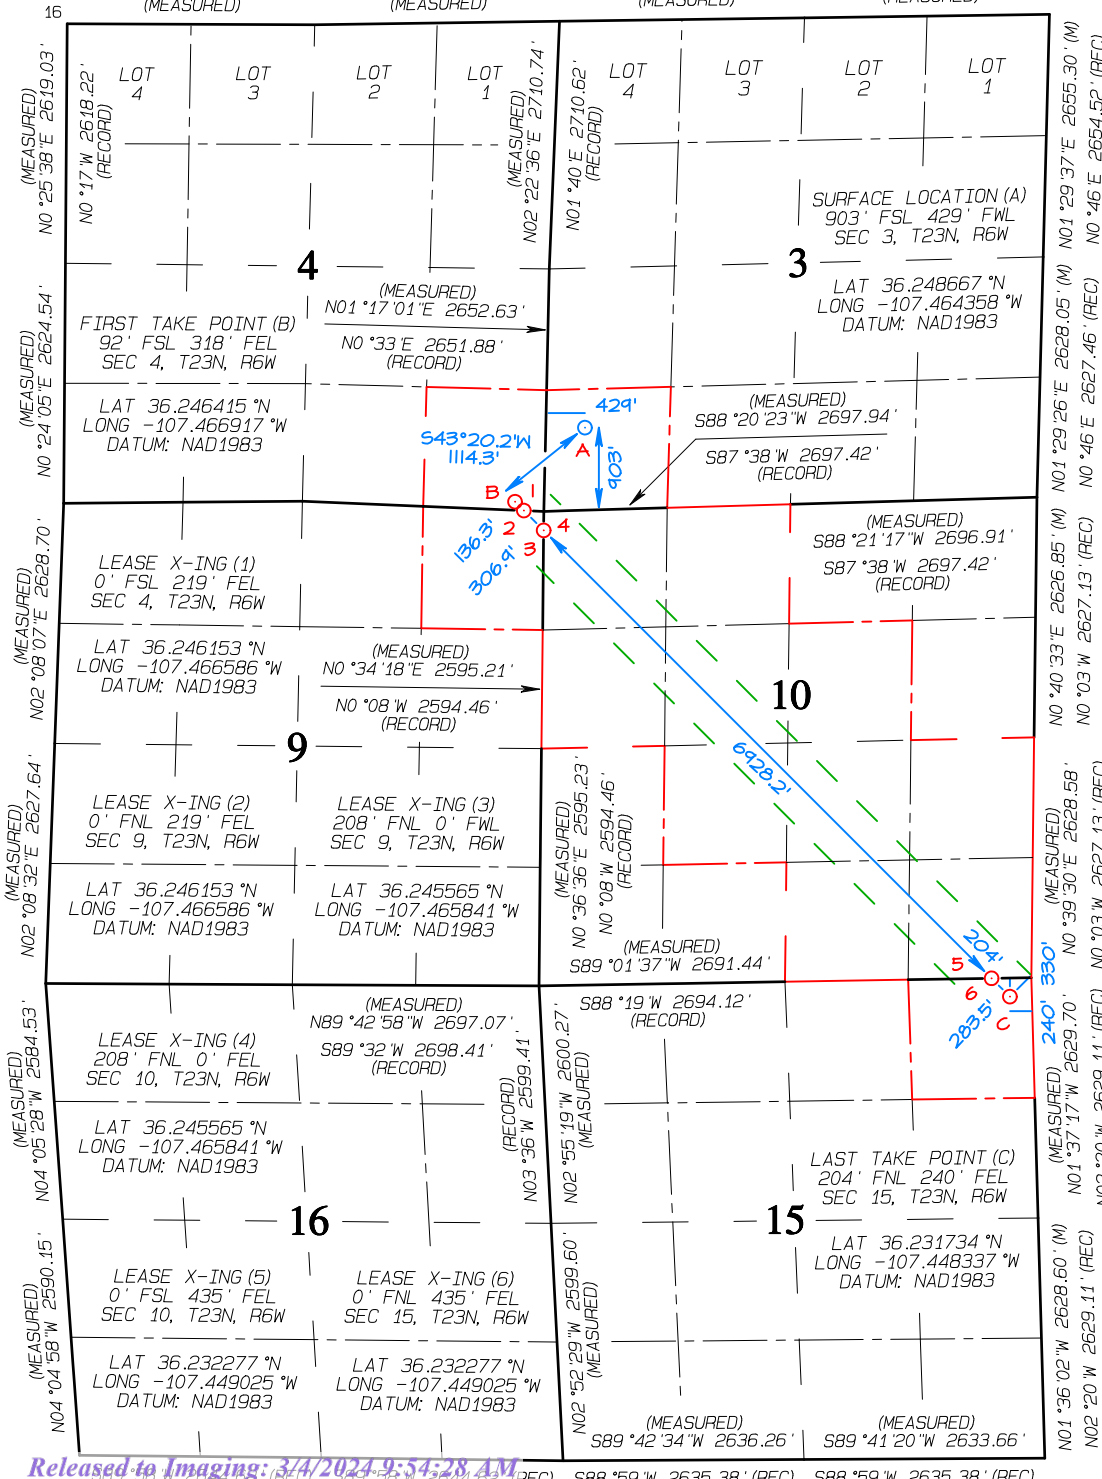 16
(MEASURED)
(MEASURED)
(MEASURED)
(MEASURED)
LOT
4
LOT
3
LOT
2
LOT
1
LOT
4
LOT
3
LOT
2
LOT
1
(MEASURED)
N0°25'38"E 2619.03'
N0°17'W 2618.22'
(RECORD)
(MEASURED)
N02°22'36"E 2710.74'
N01°40'E 2710.62'
(RECORD)
N01°29'37"E 2655.30' (M)
N0°46'E 2654.52' (REC)
SURFACE LOCATION (A)
903' FSL 429' FWL
SEC 3, T23N, R6W
4
3
LAT 36.248667°N
LONG -107.464358°W
DATUM: NAD1983
(MEASURED)
N01°17'01"E 2652.63'
N0°33'E 2651.88'
(RECORD)
FIRST TAKE POINT (B)
92' FSL 318' FEL
SEC 4, T23N, R6W
(MEASURED)
N0°24'05"E 2624.54'
N01°29'26"E 2628.05' (M)
N0°46'E 2627.46' (REC)
LAT 36.246415°N
LONG -107.466917°W
DATUM: NAD1983
(MEASURED)
S88°20'23"W 2697.94'
S87°38'W 2697.42'
(RECORD)
429'
S43°20.2'W
1114.3'
A
903'
B
1
2
4
3
136.3'
306.9'
(MEASURED)
S88°21'17"W 2696.91'
S87°38'W 2697.42'
(RECORD)
LEASE X-ING (1)
0' FSL 219' FEL
SEC 4, T23N, R6W
(MEASURED)
N02°08'07"E 2628.70'
N0°40'33"E 2626.85' (M)
N0°03'W 2627.13' (REC)
LAT 36.246153°N
LONG -107.466586°W
DATUM: NAD1983
(MEASURED)
N0°34'18"E 2595.21'
N0°08'W 2594.46'
(RECORD)
10
9
6928.2'
LEASE X-ING (2)
0' FNL 219' FEL
SEC 9, T23N, R6W
LEASE X-ING (3)
208' FNL 0' FWL
SEC 9, T23N, R6W
(MEASURED)
N02°08'32"E 2627.64'
(MEASURED)
N0°36'36"E 2595.23'
N0°08'W 2594.46'
(RECORD)
(MEASURED)
N0°39'30"E 2628.58'
N0°03'W 2627.13' (REC)
LAT 36.246153°N
LONG -107.466586°W
DATUM: NAD1983
LAT 36.245565°N
LONG -107.465841°W
DATUM: NAD1983
(MEASURED)
S89°01'37"W 2691.44'
S88°19'W 2694.12'
(RECORD)
204'
5
6
C
283.5'
330'
240'
(MEASURED)
N89°42'58"W 2697.07'
S89°32'W 2698.41'
(RECORD)
LEASE X-ING (4)
208' FNL 0' FEL
SEC 10, T23N, R6W
(MEASURED)
N04°05'28"W 2584.53'
(RECORD)
N03°36'W 2599.41'
N02°55'19"W 2600.27'
(MEASURED)
(MEASURED)
N01°37'17"W 2629.70'
N02°20'W 2629.11' (REC)
LAT 36.245565°N
LONG -107.465841°W
DATUM: NAD1983
LAST TAKE POINT (C)
204' FNL 240' FEL
SEC 15, T23N, R6W
16
15
LAT 36.231734°N
LONG -107.448337°W
DATUM: NAD1983
LEASE X-ING (5)
0' FSL 435' FEL
SEC 10, T23N, R6W
LEASE X-ING (6)
0' FNL 435' FEL
SEC 15, T23N, R6W
(MEASURED)
N04°04'58"W 2590.15'
N02°52'29"W 2599.60'
(MEASURED)
N01°36'02"W 2628.60' (M)
N02°20'W 2629.11' (REC)
LAT 36.232277°N
LONG -107.449025°W
DATUM: NAD1983
LAT 36.232277°N
LONG -107.449025°W
DATUM: NAD1983
(MEASURED)
S89°42'34"W 2636.26'
(MEASURED)
S89°41'20"W 2633.66'
Released to Imaging: 3/4/2024 9:54:28 AM
(REC)
S88°59'W 2635.38' (REC)
S88°59'W 2635.38' (REC)